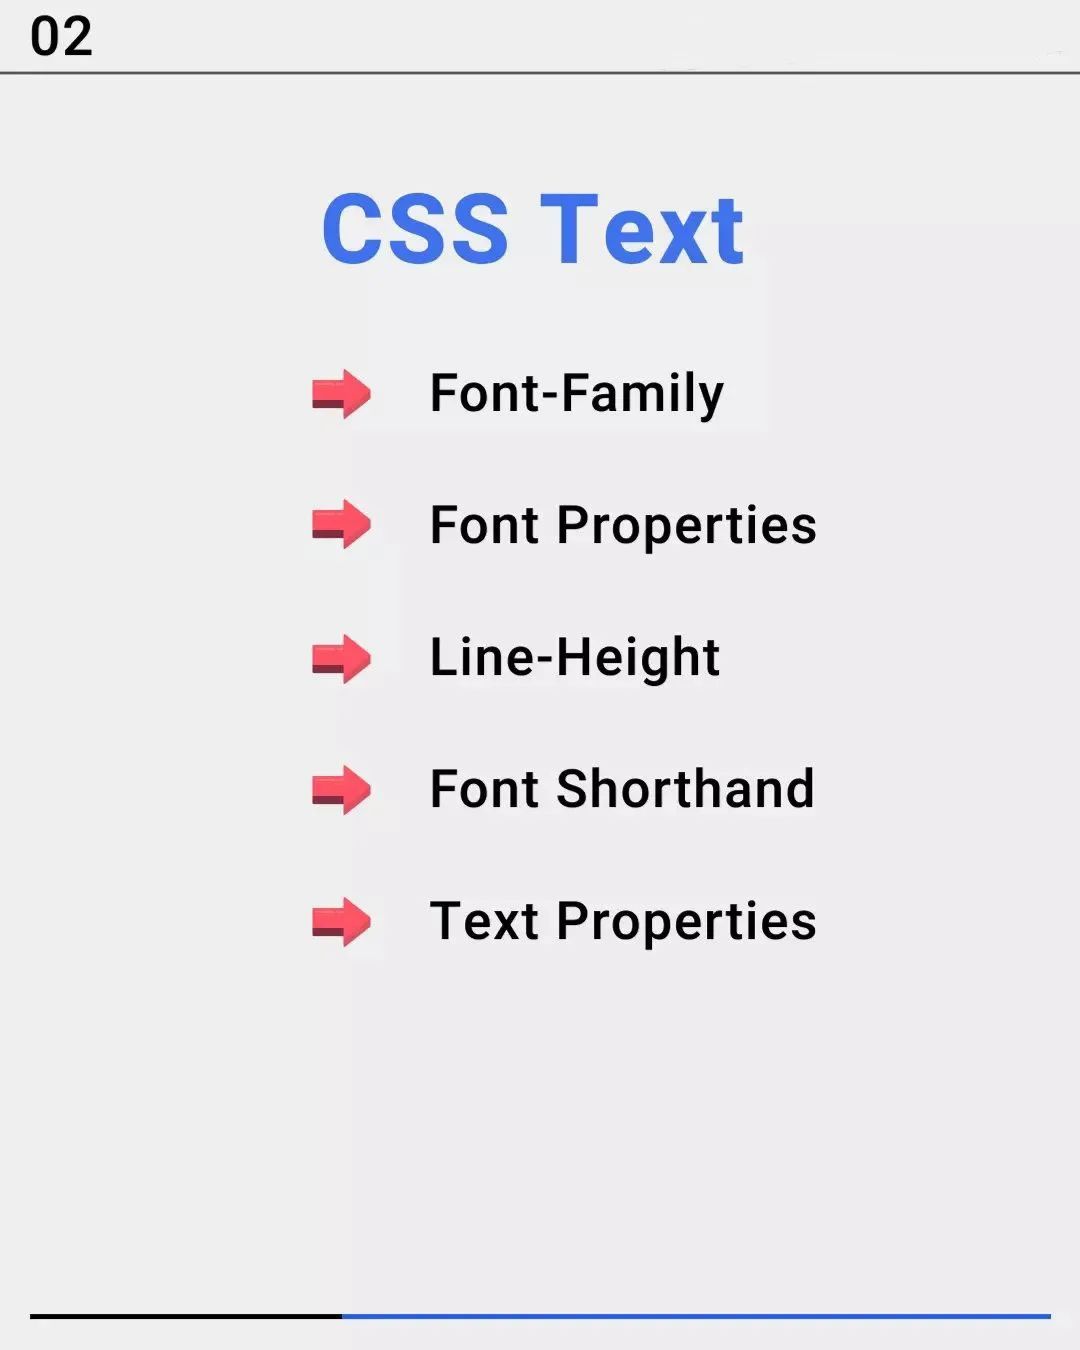 02
CSS Text
Font-Family
Font Properties
Line-Height
Font Shorthand
Text Properties